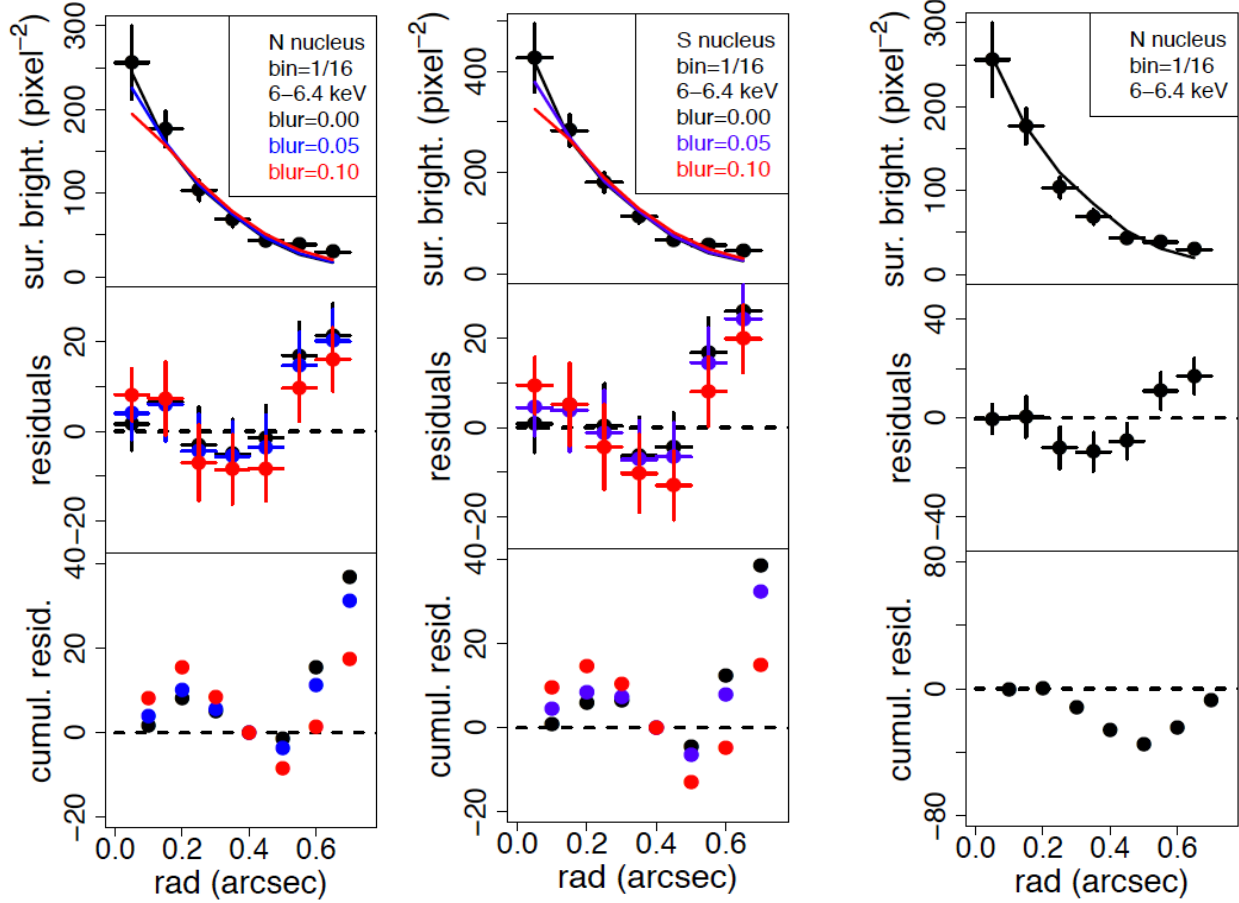 N nucleus
bin=1/16
6−6.4 keV
blur=0.00
blur=0.05
blur=0.10
sur. bright. (pixel−2)
0
100
200
300
residuals
−20
0
20
cumul. resid.
−20
0
20
40
0.0
0.2
0.4
0.6
rad (arcsec)
S nucleus
bin=1/16
6−6.4 keV
blur=0.00
blur=0.05
blur=0.10
sur. bright. (pixel−2)
0
200
400
residuals
−20
0
20
cumul. resid.
−20
0
20
40
0.0
0.2
0.4
0.6
rad (arcsec)
N nucleus
bin=1/16
6−6.4 keV
sur. bright. (pixel−2)
0
100
200
300
residuals
−40
0
40
cumul. resid.
−80
0
80
0.0
0.2
0.4
0.6
rad (arcsec)